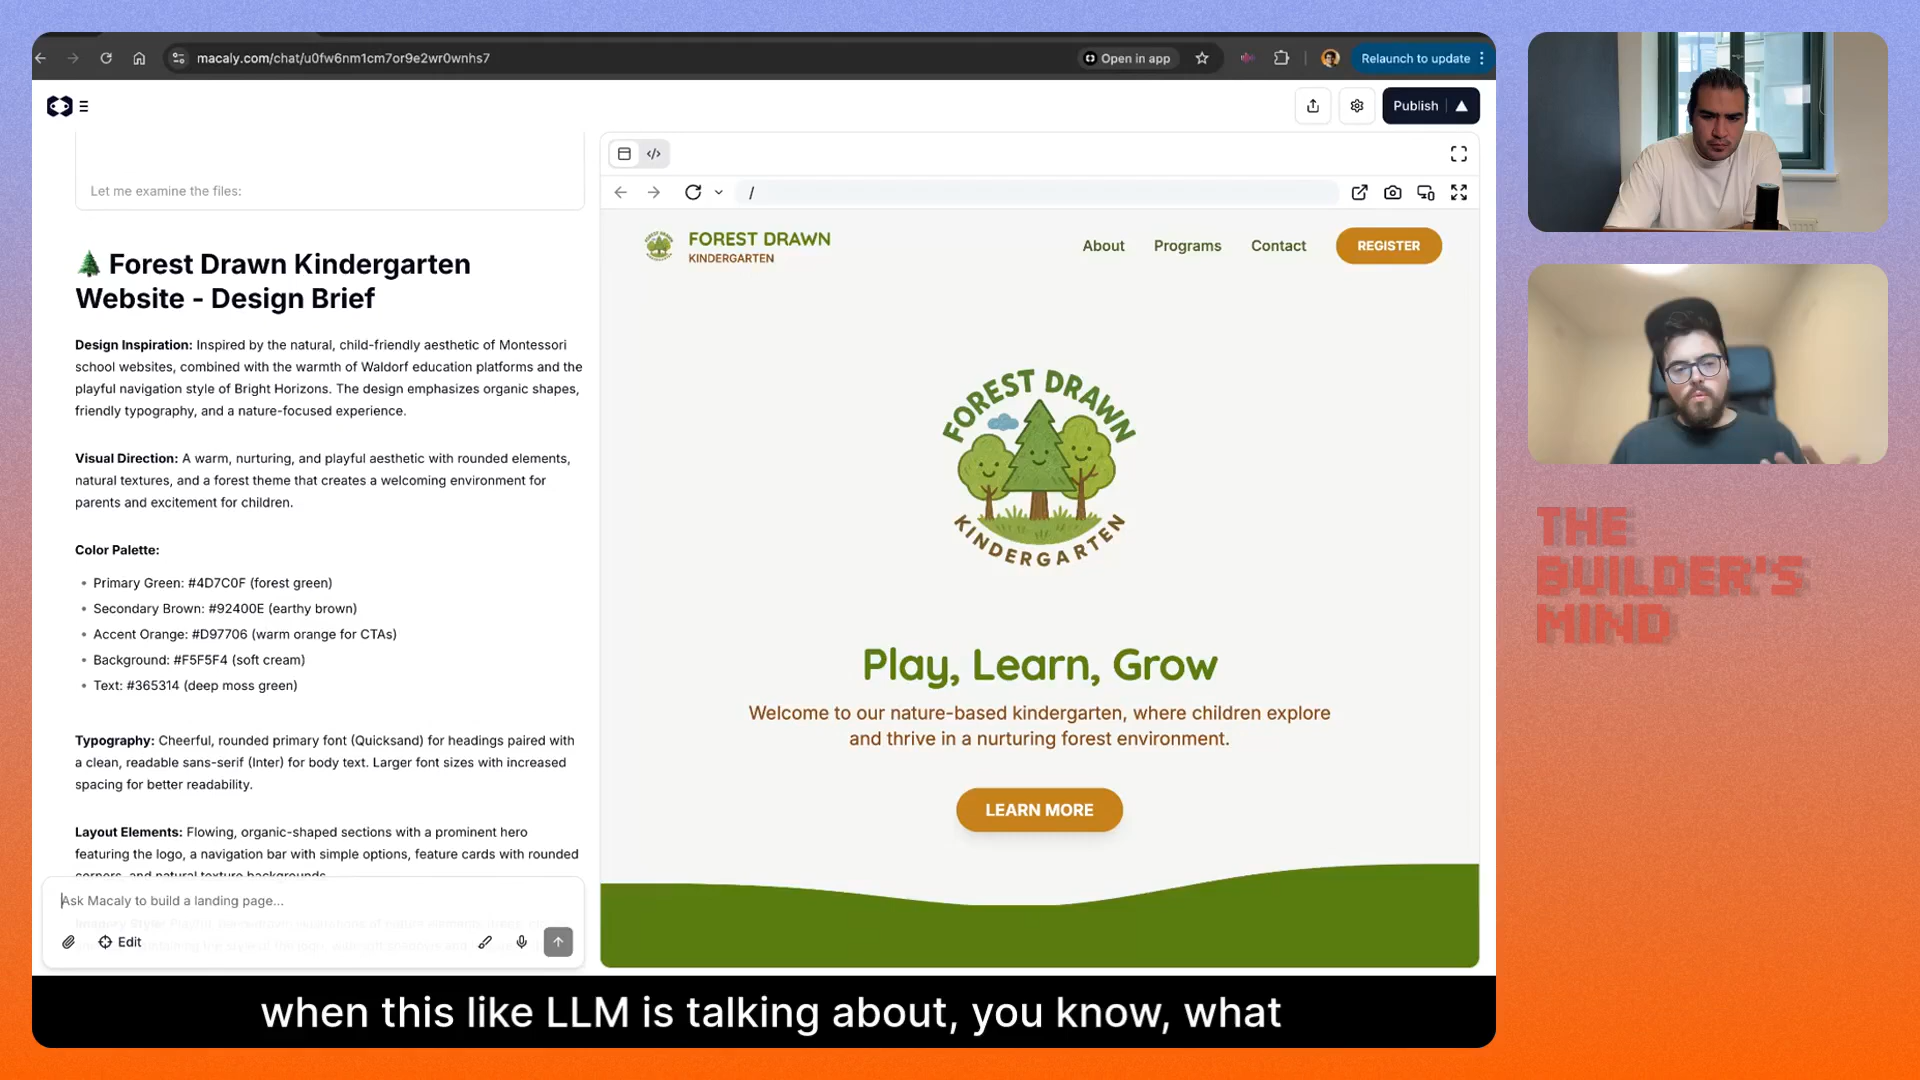 macaly.com/chat/u0fw6nm1cm7or9e2wr0wnhs7
Open in app
Relaunch to update
Publish
Let me examine the files:
Forest Drawn Kindergarten
Website - Design Brief
Design Inspiration: Inspired by the natural, child-friendly aesthetic of Montessori
school websites, combined with the warmth of Waldorf education platforms and the
playful navigation style of Bright Horizons. The design emphasizes organic shapes,
friendly typography, and a nature-focused experience.
Visual Direction: A warm, nurturing, and playful aesthetic with rounded elements,
natural textures, and a forest theme that creates a welcoming environment for
parents and excitement for children.
Color Palette:
• Primary Green: #4D7C0F (forest green)
• Secondary Brown: #92400E (earthy brown)
• Accent Orange: #D97706 (warm orange for CTAs)
• Background: #F5F5F4 (soft cream)
• Text: #365314 (deep moss green)
Typography: Cheerful, rounded primary font (Quicksand) for headings paired with
a clean, readable sans-serif (Inter) for body text. Larger font sizes with increased
spacing for better readability.
Layout Elements: Flowing, organic-shaped sections with a prominent hero
featuring the logo, a navigation bar with simple options, feature cards with rounded
corners, and natural texture backgrounds.
Ask Macaly to build a landing page...
Edit
/
FOREST DRAWN
KINDERGARTEN
About
Programs
Contact
REGISTER
FOREST DRAWN
KINDERGARTEN
Play, Learn, Grow
Welcome to our nature-based kindergarten, where children explore
and thrive in a nurturing forest environment.
LEARN MORE
when this like LLM is talking about, you know, what
THE
BUILDER'S
MIND